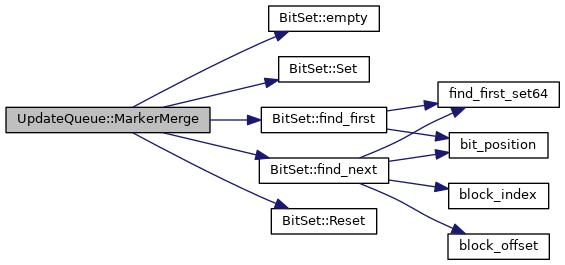 UpdateQueue::MarkerMerge
BitSet::empty
BitSet::Set
BitSet::find_first
BitSet::find_next
BitSet::Reset
find_first_set64
bit_position
block_index
block_offset